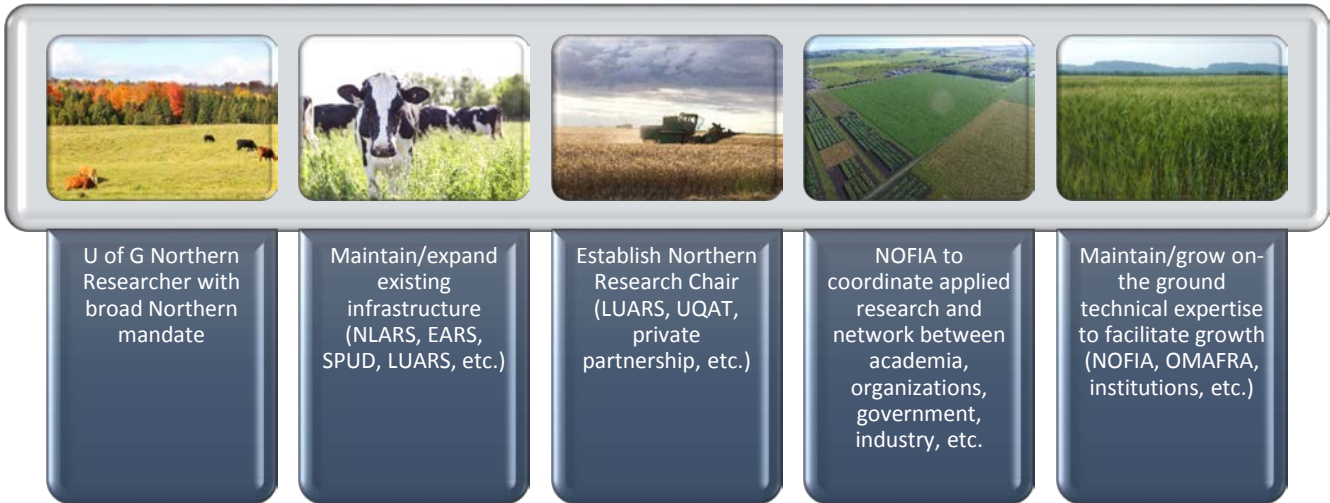 U of G Northern
Researcher with
broad Northern
mandate
Maintain/expand
existing
infrastructure
(NLARS, EARS,
SPUD, LUARS, etc.)
Establish Northern
Research Chair
(LUARS, UQAT,
private
partnership, etc.)
NOFIA to
coordinate applied
research and
network between
academia,
organizations,
government,
industry, etc.
Maintain/grow on-
the ground
technical expertise
to facilitate growth
(NOFIA, OMAFRA,
institutions, etc.)